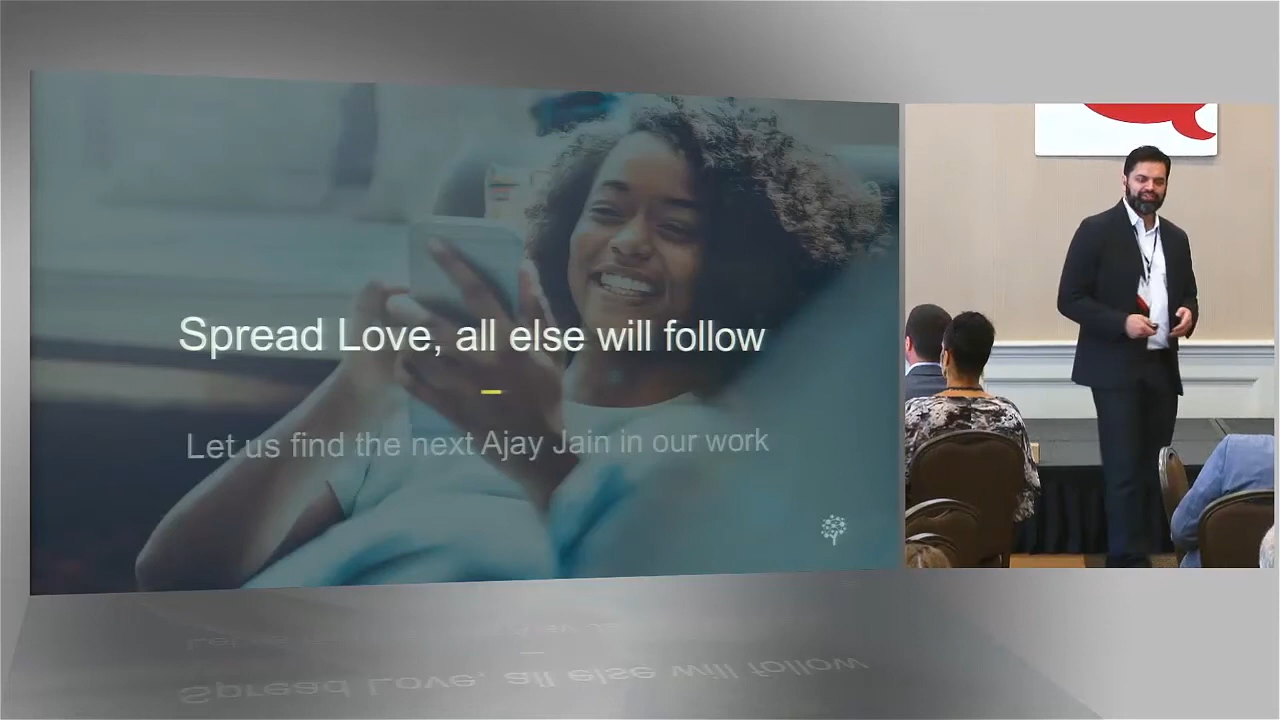 Spread Love, all else will follow
Let us find the next Ajay Jain in our work